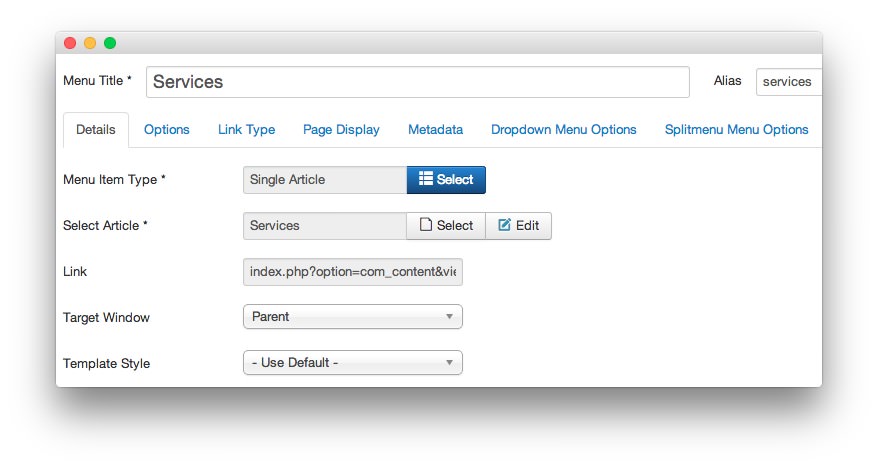 Menu Title * Services Alias services
Details Options Link Type Page Display Metadata Dropdown Menu Options Splitmenu Menu Options
Menu Item Type * Single Article Select
Select Article * Services Select Edit
Link index.php?option=com_content&vie
Target Window Parent
Template Style - Use Default -